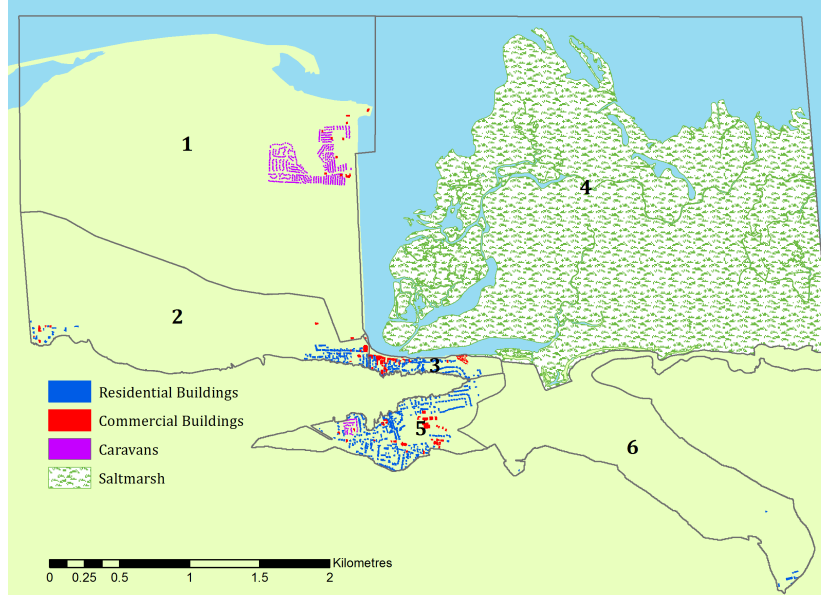 1
4
2
3
5
6
Residential Buildings
Commercial Buildings
Caravans
Saltmarsh
Kilometres
0 0.25 0.5 1 1.5 2